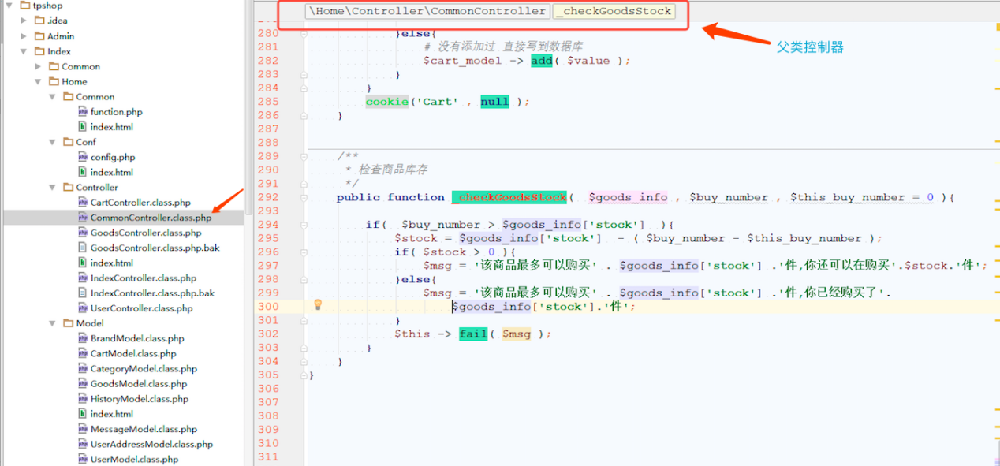 tpshop
.idea
Admin
Index
Common
Home
Common
function.php
index.html
Conf
config.php
index.html
Controller
CartController.class.php
CommonController.class.php
GoodsController.class.php
GoodsController.class.php.bak
index.html
IndexController.class.php
IndexController.class.php.bak
UserController.class.php
Model
BrandModel.class.php
CartModel.class.php
CategoryModel.class.php
GoodsModel.class.php
HistoryModel.class.php
index.html
MessageModel.class.php
UserAddressModel.class.php
UserModel.class.php
\Home\Controller\CommonController _checkGoodsStock
父类控制器
280 }else{
281 # 没有添加过 直接写到数据库
282 $cart_model -> add( $value );
283 }
284 }
285 cookie('Cart' , null );
286 }
287
288
289 /**
290 * 检查商品库存
291 */
292 public function _checkGoodsStock( $goods_info , $buy_number , $this_buy_number = 0 ){
293
294 if( $buy_number > $goods_info['stock'] ){
295 $stock = $goods_info['stock'] - ( $buy_number - $this_buy_number );
296 if( $stock > 0 ){
297 $msg = '该商品最多可以购买' . $goods_info['stock'] .'件,你还可以在购买'.$stock.'件';
298 }else{
299 $msg = '该商品最多可以购买' . $goods_info['stock'] .'件,你已经购买了'.
300 $goods_info['stock'].'件';
301 }
302 $this -> fail( $msg );
303 }
304 }
305 }
306
307
308
309
310
311